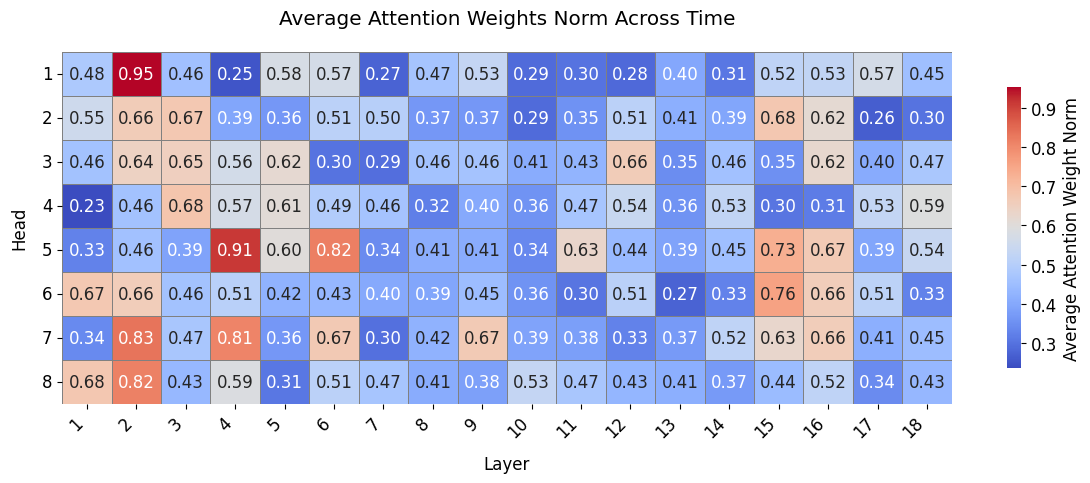 Average Attention Weights Norm Across Time
1 0.48 0.95 0.46 0.25 0.58 0.57 0.27 0.47 0.53 0.29 0.30 0.28 0.40 0.31 0.52 0.53 0.57 0.45
2 0.55 0.66 0.67 0.39 0.36 0.51 0.50 0.37 0.37 0.29 0.35 0.51 0.41 0.39 0.68 0.62 0.26 0.30
3 0.46 0.64 0.65 0.56 0.62 0.30 0.29 0.46 0.46 0.41 0.43 0.66 0.35 0.46 0.35 0.62 0.40 0.47
4 0.23 0.46 0.68 0.57 0.61 0.49 0.46 0.32 0.40 0.36 0.47 0.54 0.36 0.53 0.30 0.31 0.53 0.59
5 0.33 0.46 0.39 0.91 0.60 0.82 0.34 0.41 0.41 0.34 0.63 0.44 0.39 0.45 0.73 0.67 0.39 0.54
6 0.67 0.66 0.46 0.51 0.42 0.43 0.40 0.39 0.45 0.36 0.30 0.51 0.27 0.33 0.76 0.66 0.51 0.33
7 0.34 0.83 0.47 0.81 0.36 0.67 0.30 0.42 0.67 0.39 0.38 0.33 0.37 0.52 0.63 0.66 0.41 0.45
8 0.68 0.82 0.43 0.59 0.31 0.51 0.47 0.41 0.38 0.53 0.47 0.43 0.41 0.37 0.44 0.52 0.34 0.43
1 2 3 4 5 6 7 8 9 10 11 12 13 14 15 16 17 18
Layer
Head
0.9
0.8
0.7
0.6
0.5
0.4
0.3
Average Attention Weight Norm